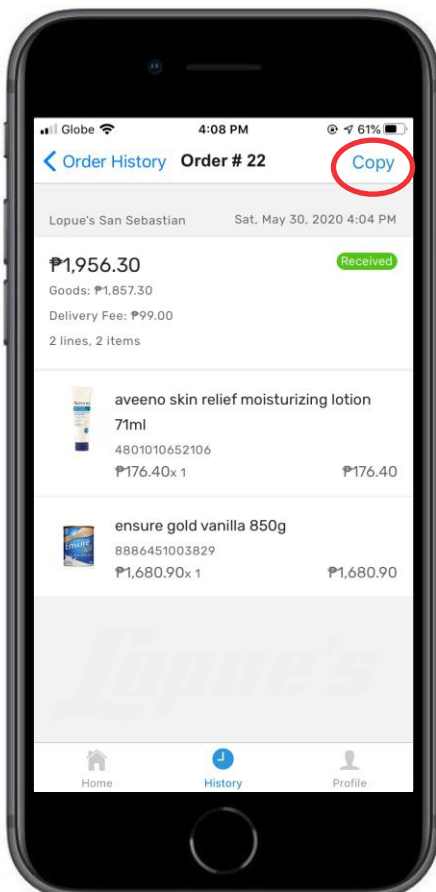 Globe 4:08 PM 61%
Order History Order # 22 Copy
Lopue's San Sebastian Sat, May 30, 2020 4:04 PM
₱1,956.30 Received
Goods: ₱1,857.30
Delivery Fee: ₱99.00
2 lines, 2 items
aveeno skin relief moisturizing lotion
71ml
4801010652106
₱176.40x 1 ₱176.40
Aveeno
ensure gold vanilla 850g
8886451003829
₱1,680.90x 1 ₱1,680.90
Ensure
Lopue's
Home History Profile